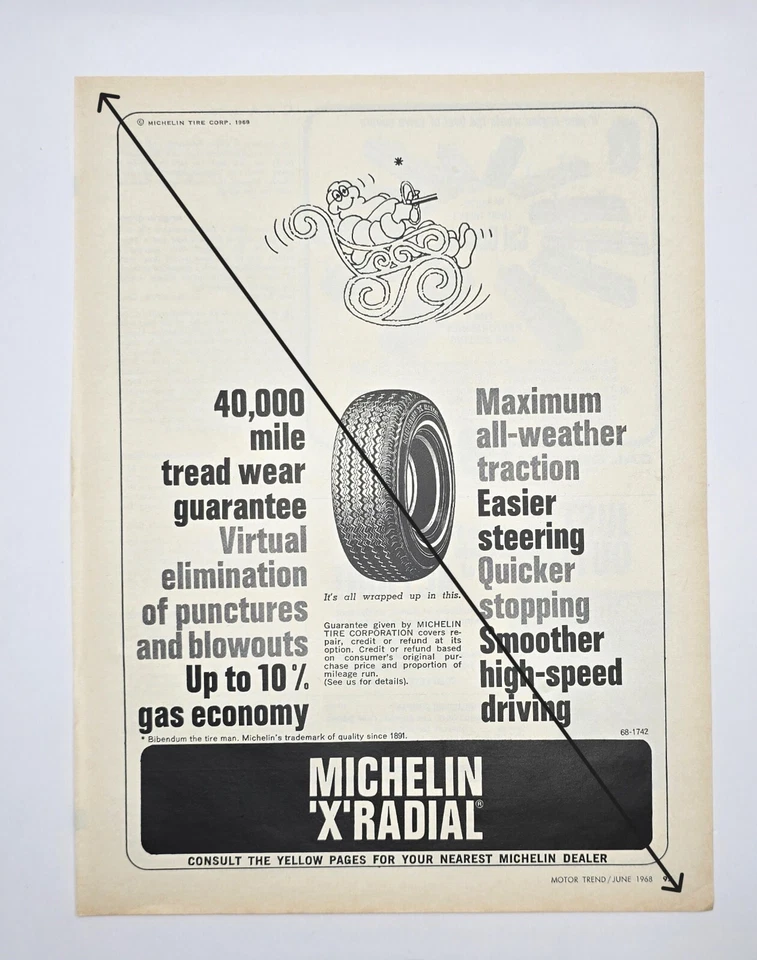 © MICHELIN TIRE CORP. 1969
*
40,000
mile
tread wear
guarantee
Virtual
elimination
of punctures
and blowouts
Up to 10%
gas economy
It's all wrapped up in this.
Guarantee given by MICHELIN
TIRE CORPORATION covers re-
pair, credit or refund at its
option. Credit or refund based
on consumer's original pur-
chase price and proportion of
mileage run.
(See us for details).
Maximum
all-weather
traction
Easier
steering
Quicker
stopping
Smoother
high-speed
driving
* Bibendum the tire man. Michelin's trademark of quality since 1891.
68-1742
MICHELIN
'X'RADIAL®
CONSULT THE YELLOW PAGES FOR YOUR NEAREST MICHELIN DEALER
MOTOR TREND/JUNE 1968